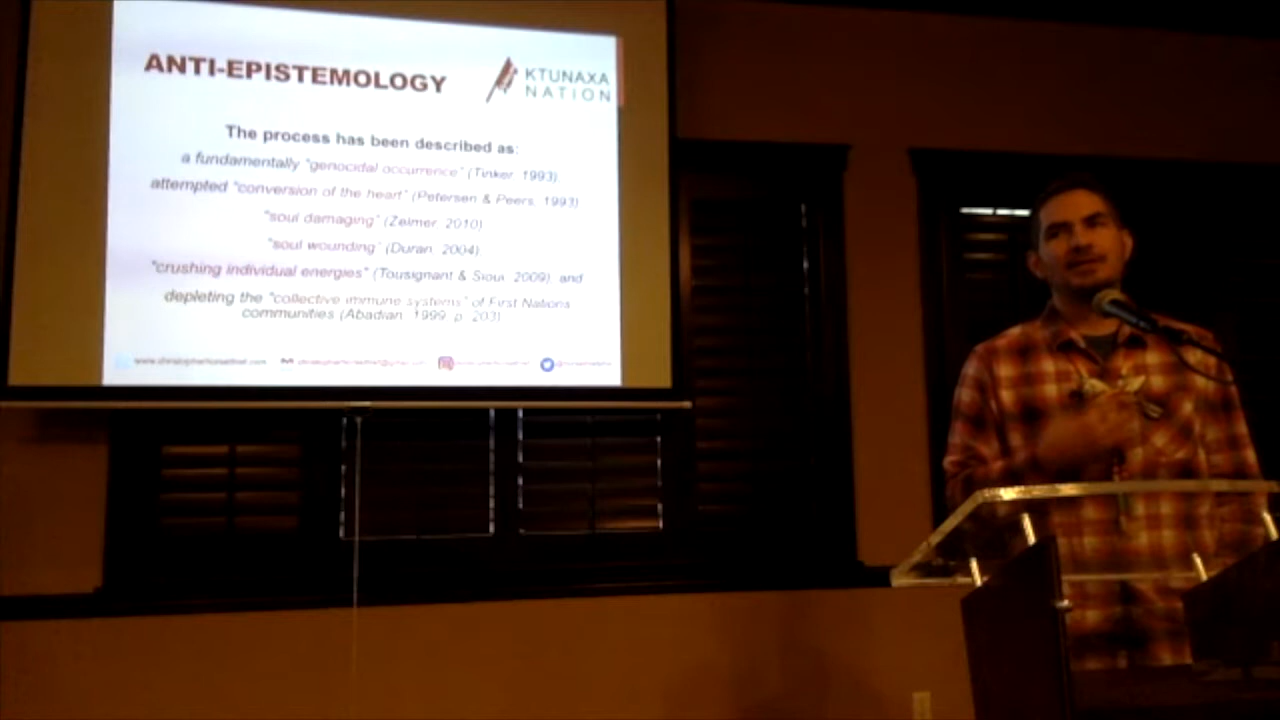 ANTI-EPISTEMOLOGY
KTUNAXA
NATION
The process has been described as:
a fundamentally "genocidal occurrence" (Tinker, 1993),
attempted "conversion of the heart" (Petersen & Peers, 1993)
"soul damaging" (Zelmer, 2010)
"soul wounding" (Duran, 2004),
"crushing individual energies" (Tousignant & Sioui, 2009), and
depleting the "collective immune systems" of First Nations
communities (Abadian, 1999, p. 203)